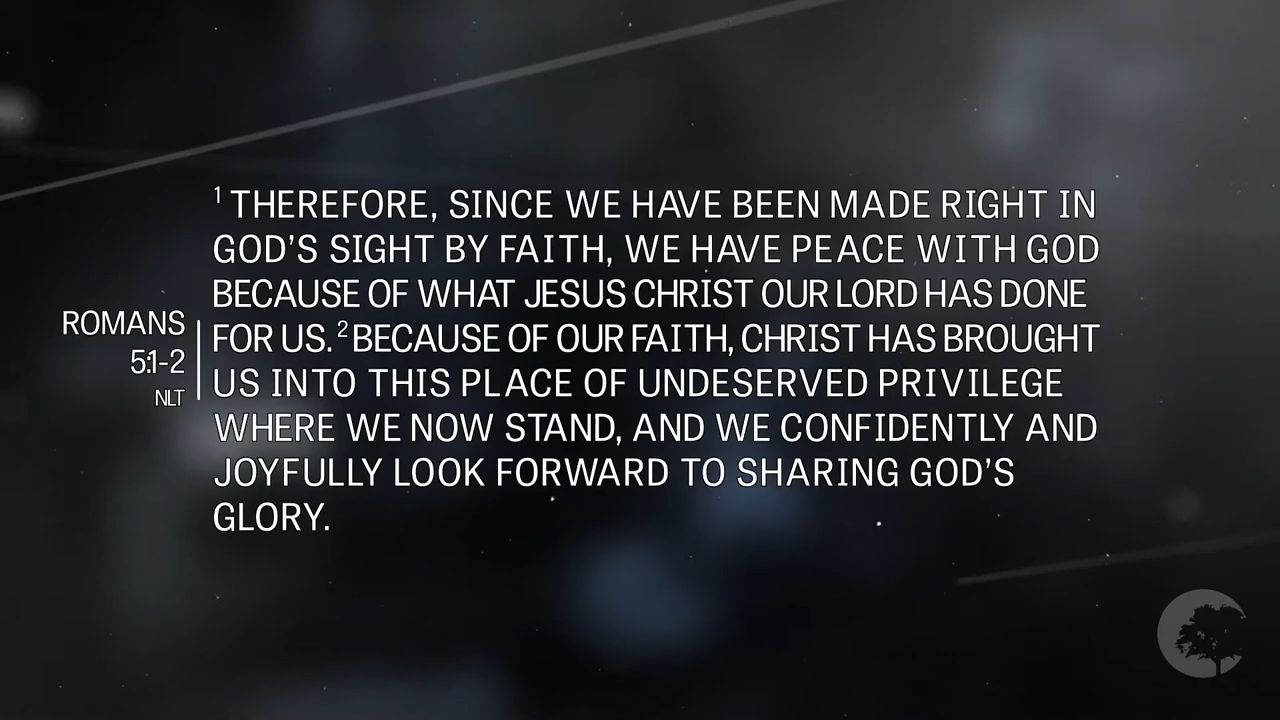 ROMANS
5:1-2
NLT
1 THEREFORE, SINCE WE HAVE BEEN MADE RIGHT IN
GOD’S SIGHT BY FAITH, WE HAVE PEACE WITH GOD
BECAUSE OF WHAT JESUS CHRIST OUR LORD HAS DONE
FOR US. 2 BECAUSE OF OUR FAITH, CHRIST HAS BROUGHT
US INTO THIS PLACE OF UNDESERVED PRIVILEGE
WHERE WE NOW STAND, AND WE CONFIDENTLY AND
JOYFULLY LOOK FORWARD TO SHARING GOD’S
GLORY.